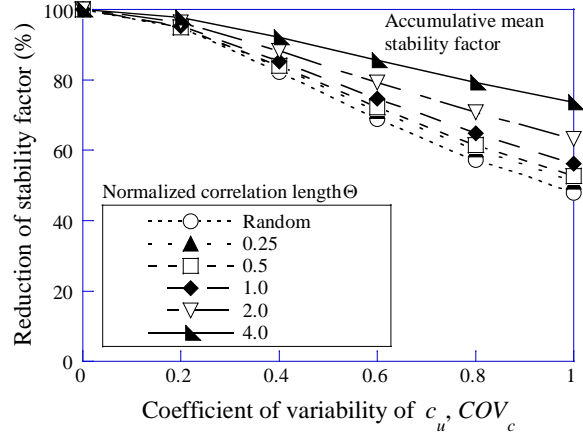 Accumulative mean
stability factor
Reduction of stability factor (%)
100
80
60
40
20
0
Normalized correlation length Θ
Random
0.25
0.5
1.0
2.0
4.0
0 0.2 0.4 0.6 0.8 1
Coefficient of variability of c_u, COV_c